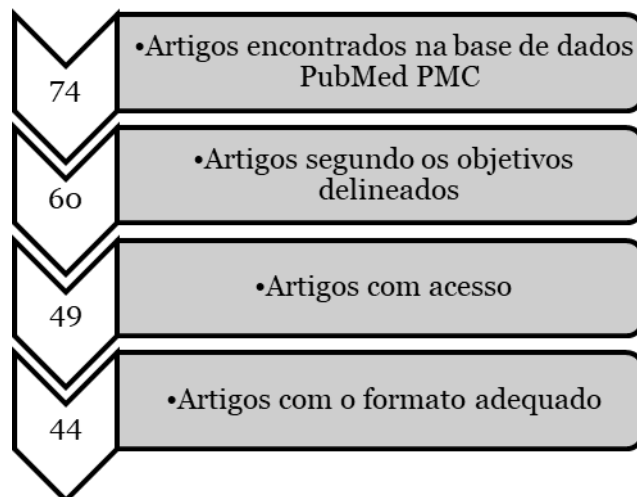 74
•Artigos encontrados na base de dados
PubMed PMC
60
•Artigos segundo os objetivos
delineados
49
•Artigos com acesso
44
•Artigos com o formato adequado